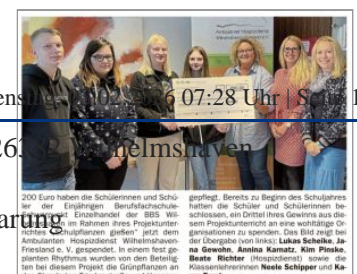 Ambulanter Hospizdienst
07:28 Uhr |
helmshaven
200 Euro haben die Schülerinnen und Schü-
ler der Einjährigen Berufsfachschule-
Einzelhandel der BBS Wil-
im Rahmen ihres Projektunter-
richtes gießen" jetzt dem
Ambulanten Hospizdienst Wilhelmshaven-
Friesland e. V. gespendet. In einem fest ge-
planten Rhythmus wurden von den Beteilig-
ten bei diesem Projekt die Grünpflanzen an
gepflegt. Bereits zu Beginn des Schuljahres
hatten die Schüler und Schülerinnen be-
schlossen, ein Drittel ihres Gewinns aus die-
sem Projektunterricht an eine wohltätige Or-
ganisationen zu spenden. Das Bild zeigt bei
der Übergabe (von links): Lukas Scheike, Ja-
na Gewohn, Annina Karnatz, Kim Pinske,
Beate Richter (Hospizdienst) sowie die
Klassenlehrerinnen Neele Schipper und Ka-